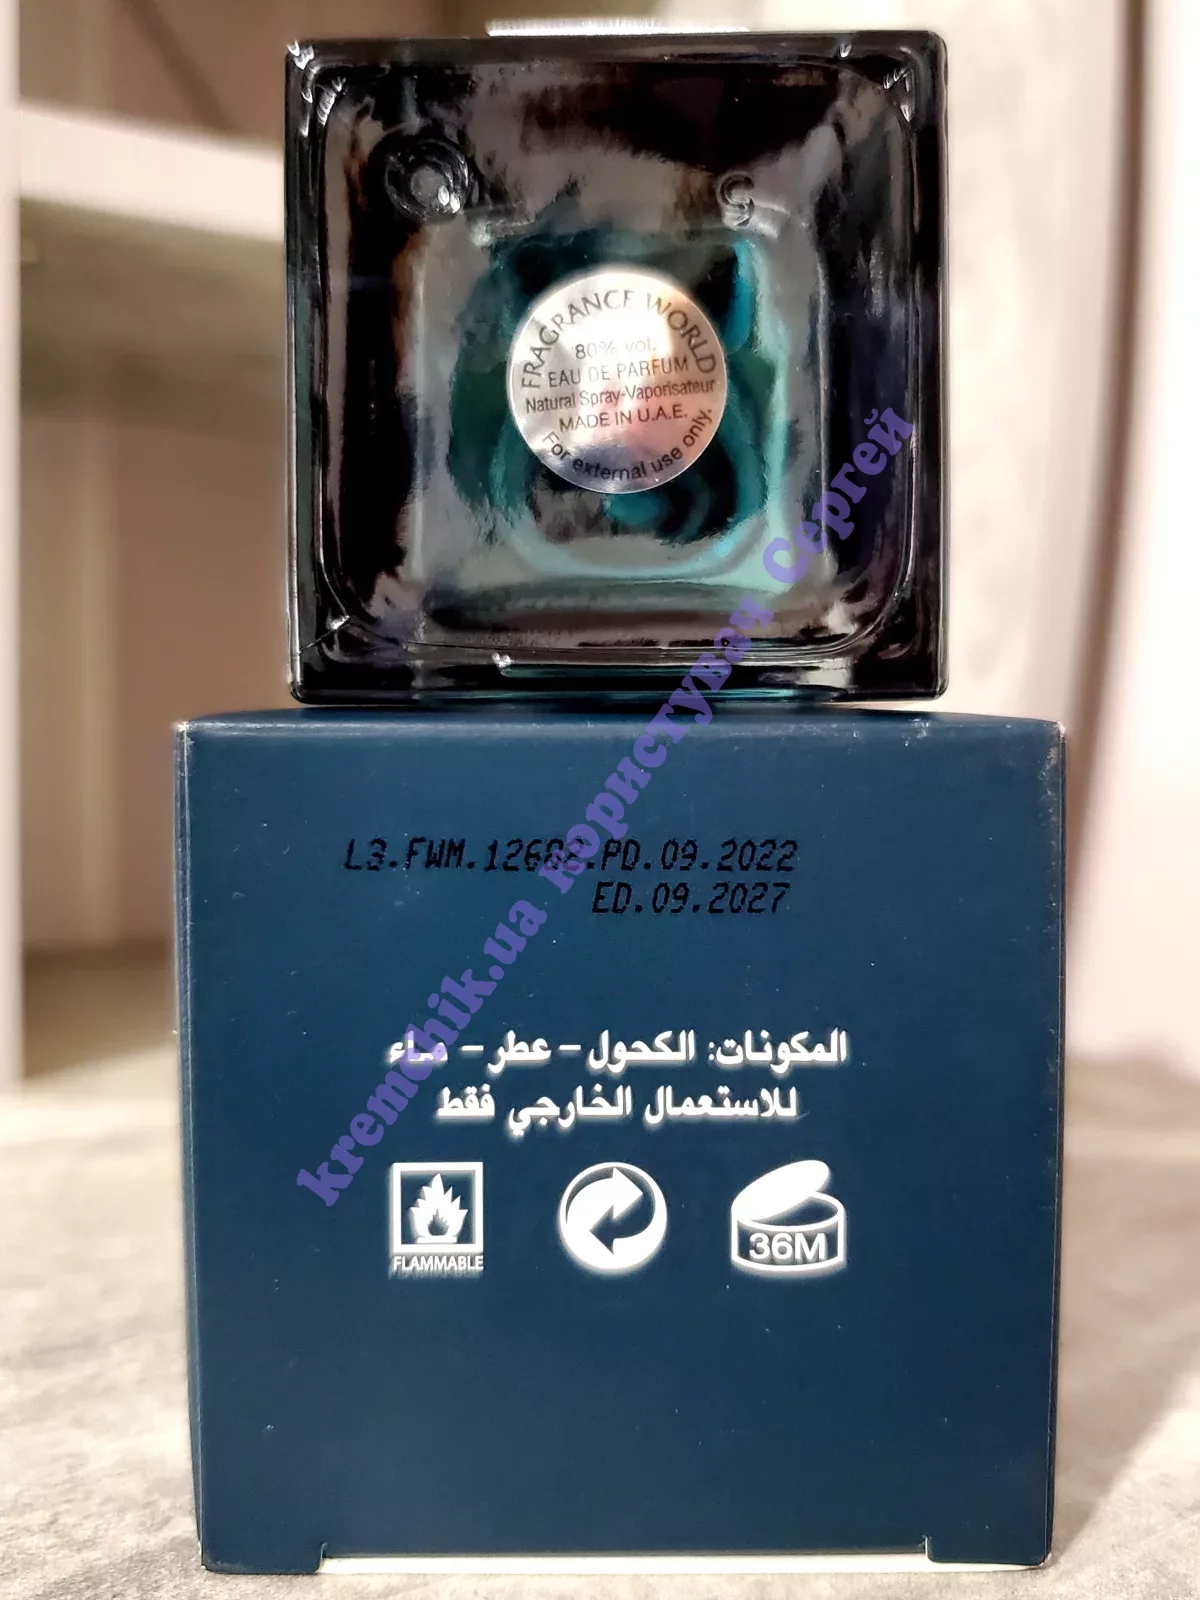 FRAGRANCE WORLD
80% vol.
EAU DE PARFUM
Natural Spray-Vaporisateur
MADE IN U.A.E.
For external use only.
L3.FWM.12682.PD.09.2022
ED.09.2027
المكونات: الكحول - عطر - ماء
للاستعمال الخارجي فقط
FLAMMABLE
36M
kremchik.ua користувач Сергей